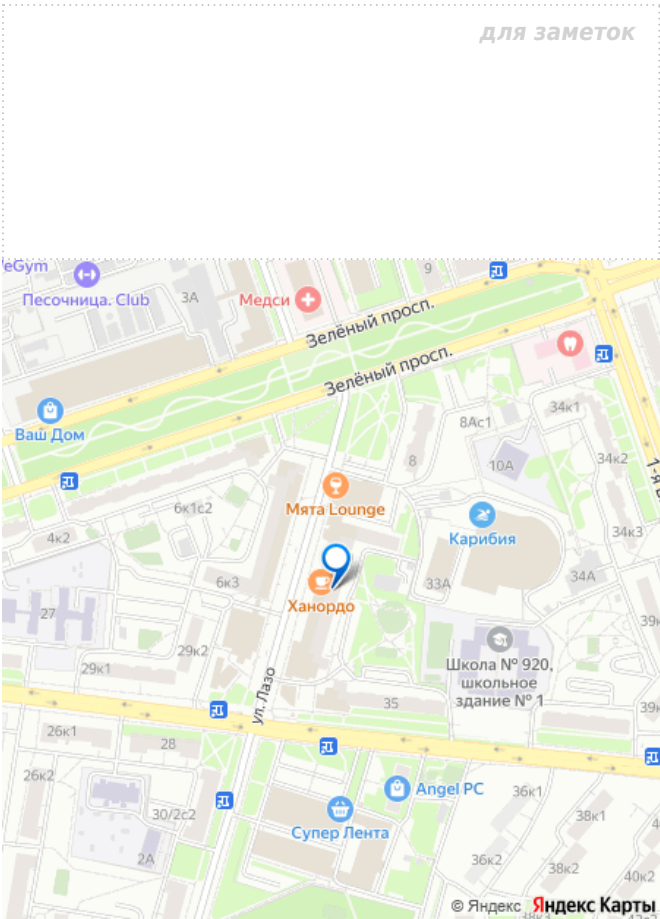 для заметок
eGym
Песочница. Club
3А
Медси
9
Зелёный просп.
Зелёный просп.
Ваш Дом
8Ас1
34к1
8
10А
34к2
Мята Lounge
6к1с2
Карибия
34к3
4к2
34А
6к3
33А
Ханордо
27
29к2
Школа № 920,
школьное
здание № 1
29к1
ул. Лазо
35
26к1
28
26к2
Angel PC
36к1
30/2с2
38к1
Супер Лента
2А
36к2
38к2
40к2
© Яндекс Яндекс Карты